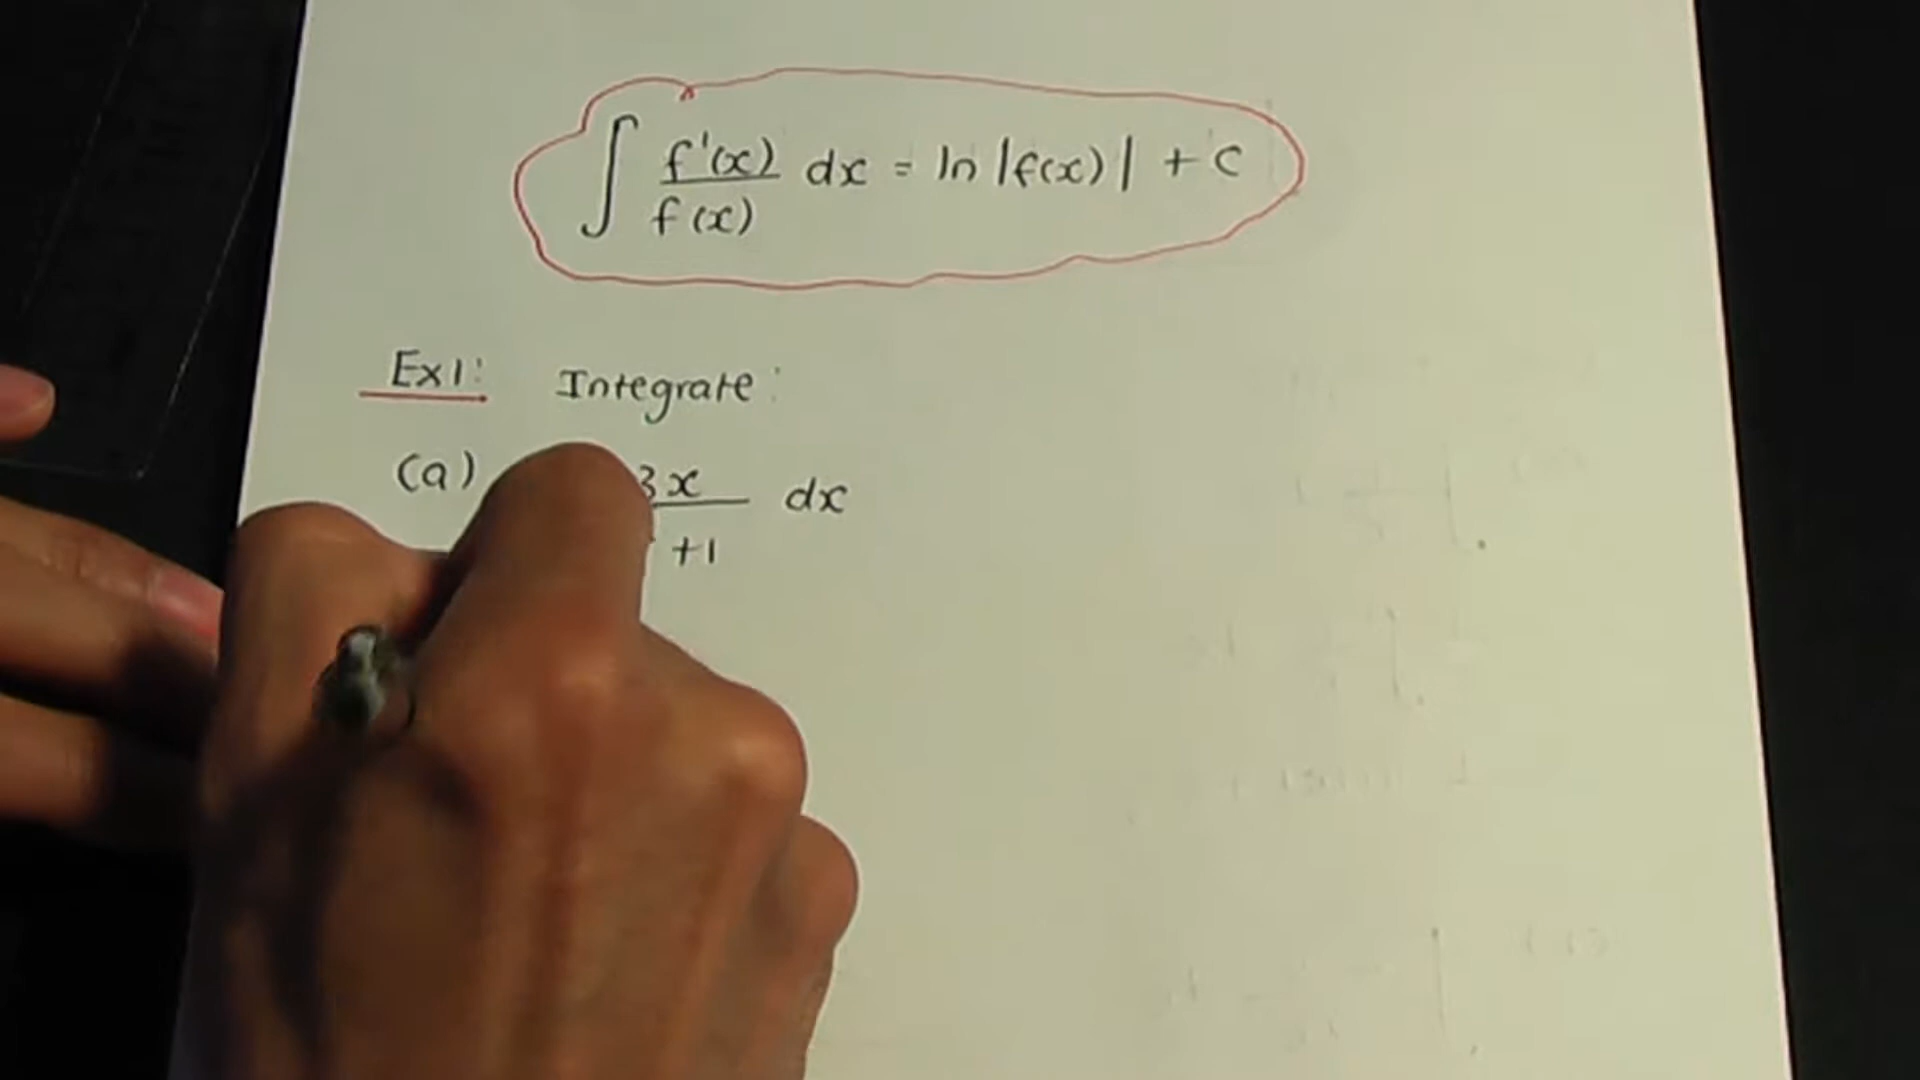 ∫ f'(x)/f(x) dx = ln |f(x)| + C
Ex1: Integrate:
(a) 3x dx
+1